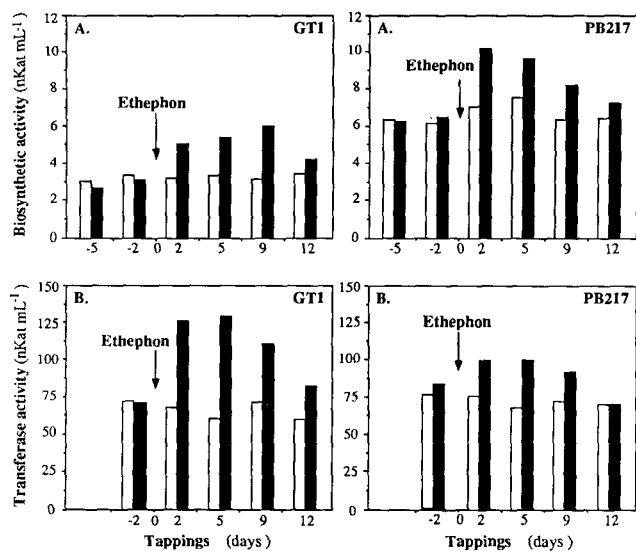 A. GT1
12
10
8
6
4
2
0
Biosynthetic activity (nKat mL⁻¹)
Ethephon
-5 -2 0 2 5 9 12
A. PB217
12
10
8
6
4
2
0
Ethephon
-5 -2 0 2 5 9 12
B. GT1
150
125
100
75
50
25
0
Transferase activity (nKat mL⁻¹)
Ethephon
-2 0 2 5 9 12
Tappings (days)
B. PB217
150
125
100
75
50
25
0
Ethephon
-2 0 2 5 9 12
Tappings (days)